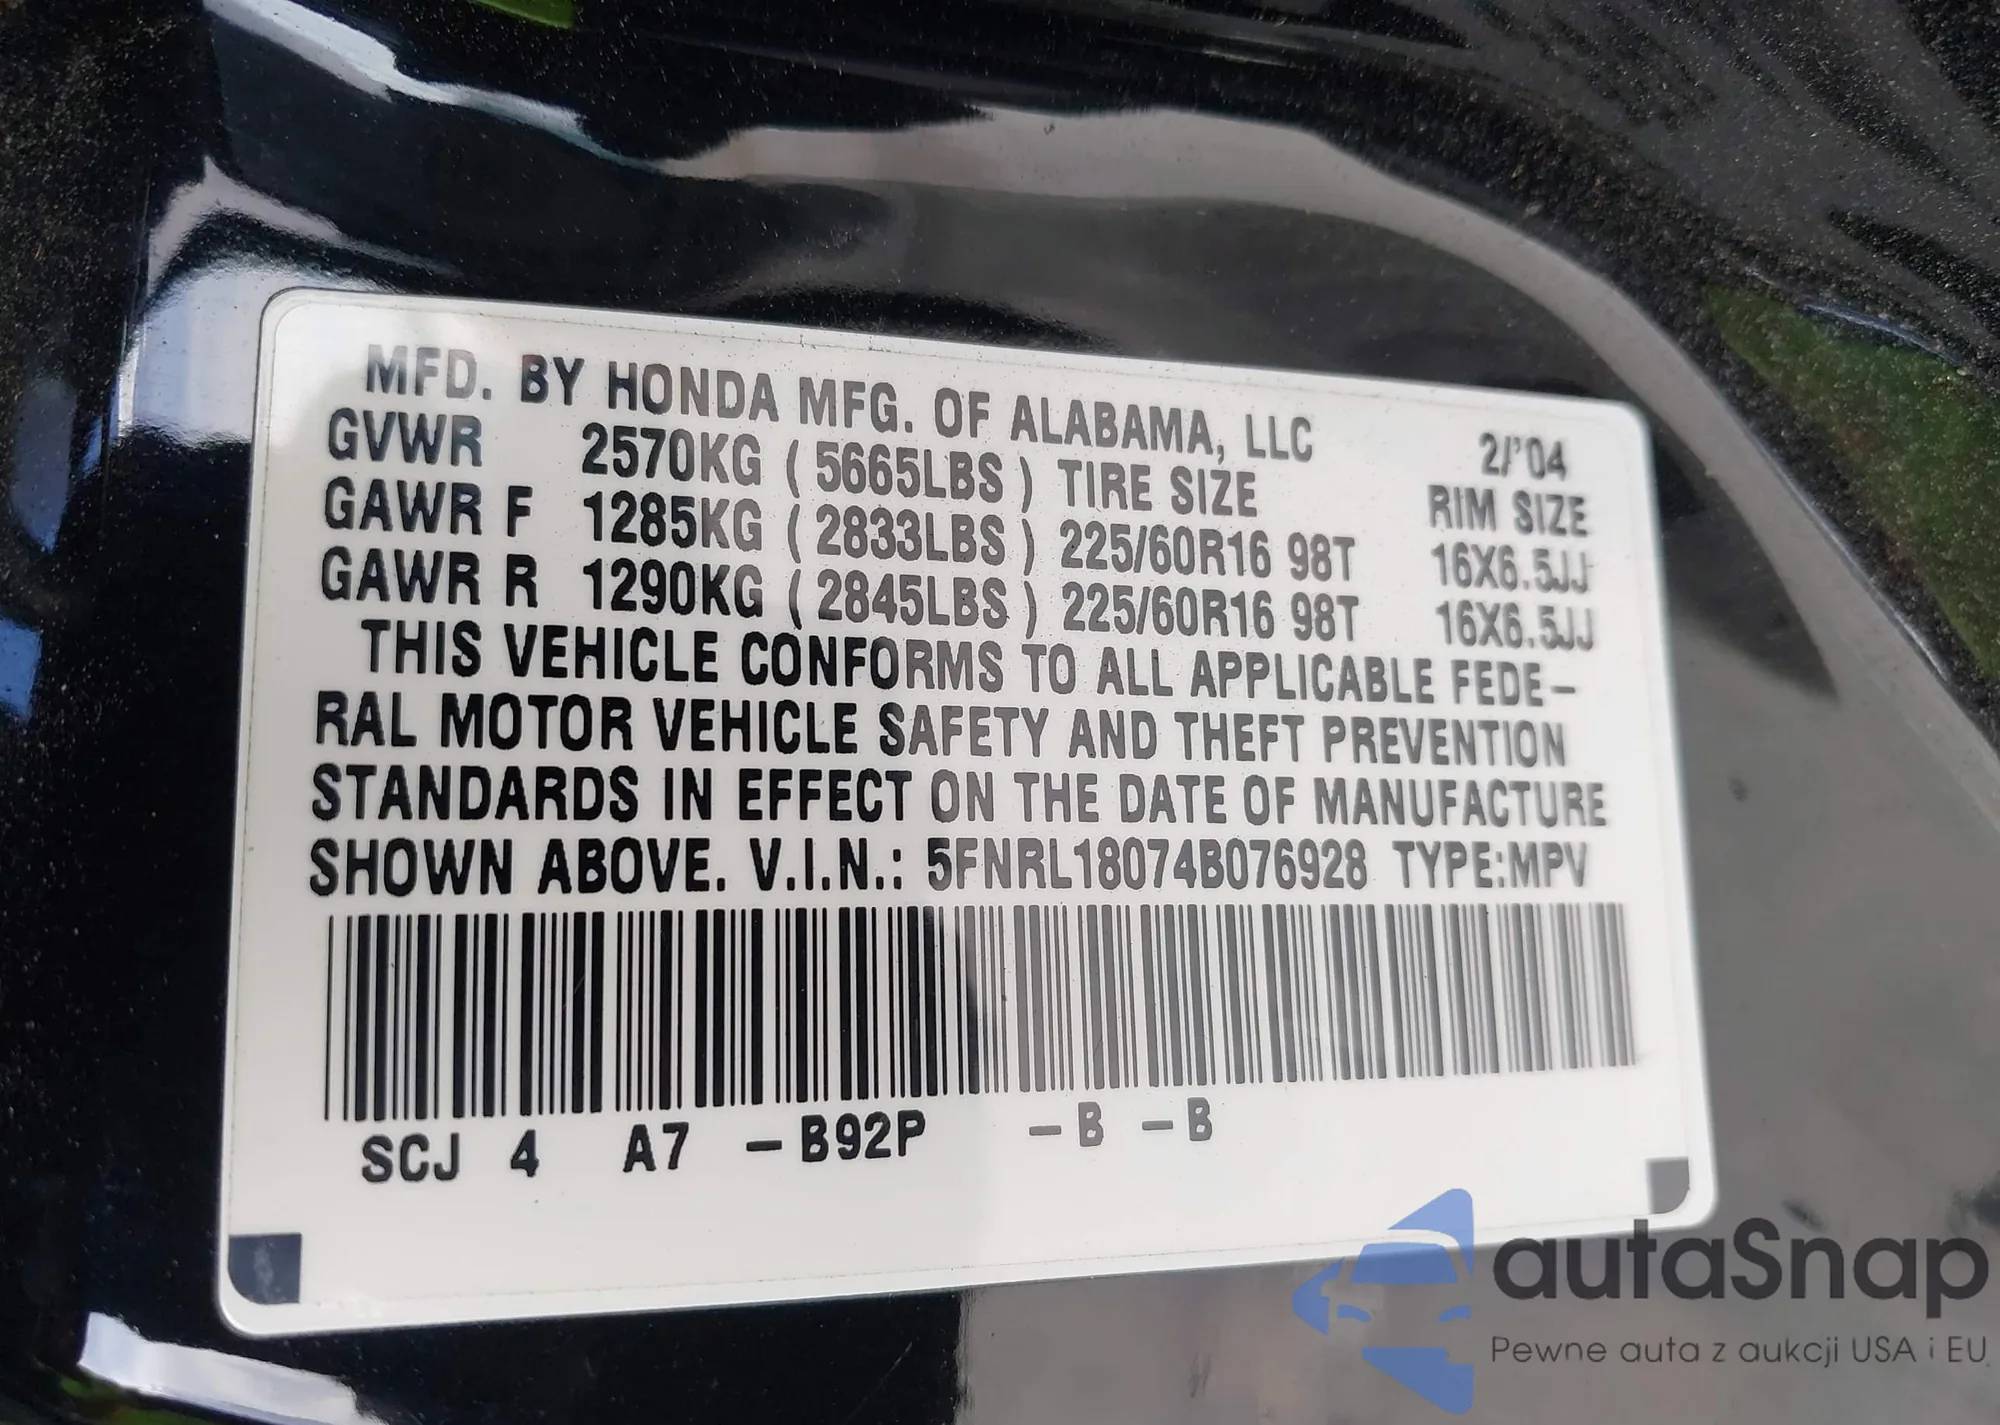 MFD. BY HONDA MFG. OF ALABAMA, LLC 2/'04
GVWR 2570KG ( 5665LBS ) TIRE SIZE RIM SIZE
GAWR F 1285KG ( 2833LBS ) 225/60R16 98T 16X6.5JJ
GAWR R 1290KG ( 2845LBS ) 225/60R16 98T 16X6.5JJ
THIS VEHICLE CONFORMS TO ALL APPLICABLE FEDE-
RAL MOTOR VEHICLE SAFETY AND THEFT PREVENTION
STANDARDS IN EFFECT ON THE DATE OF MANUFACTURE
SHOWN ABOVE. V.I.N.: 5FNRL18074B076928 TYPE:MPV
SCJ 4 A7 -B92P -B -B
autaSnap
Pewne auta z aukcji USA i EU